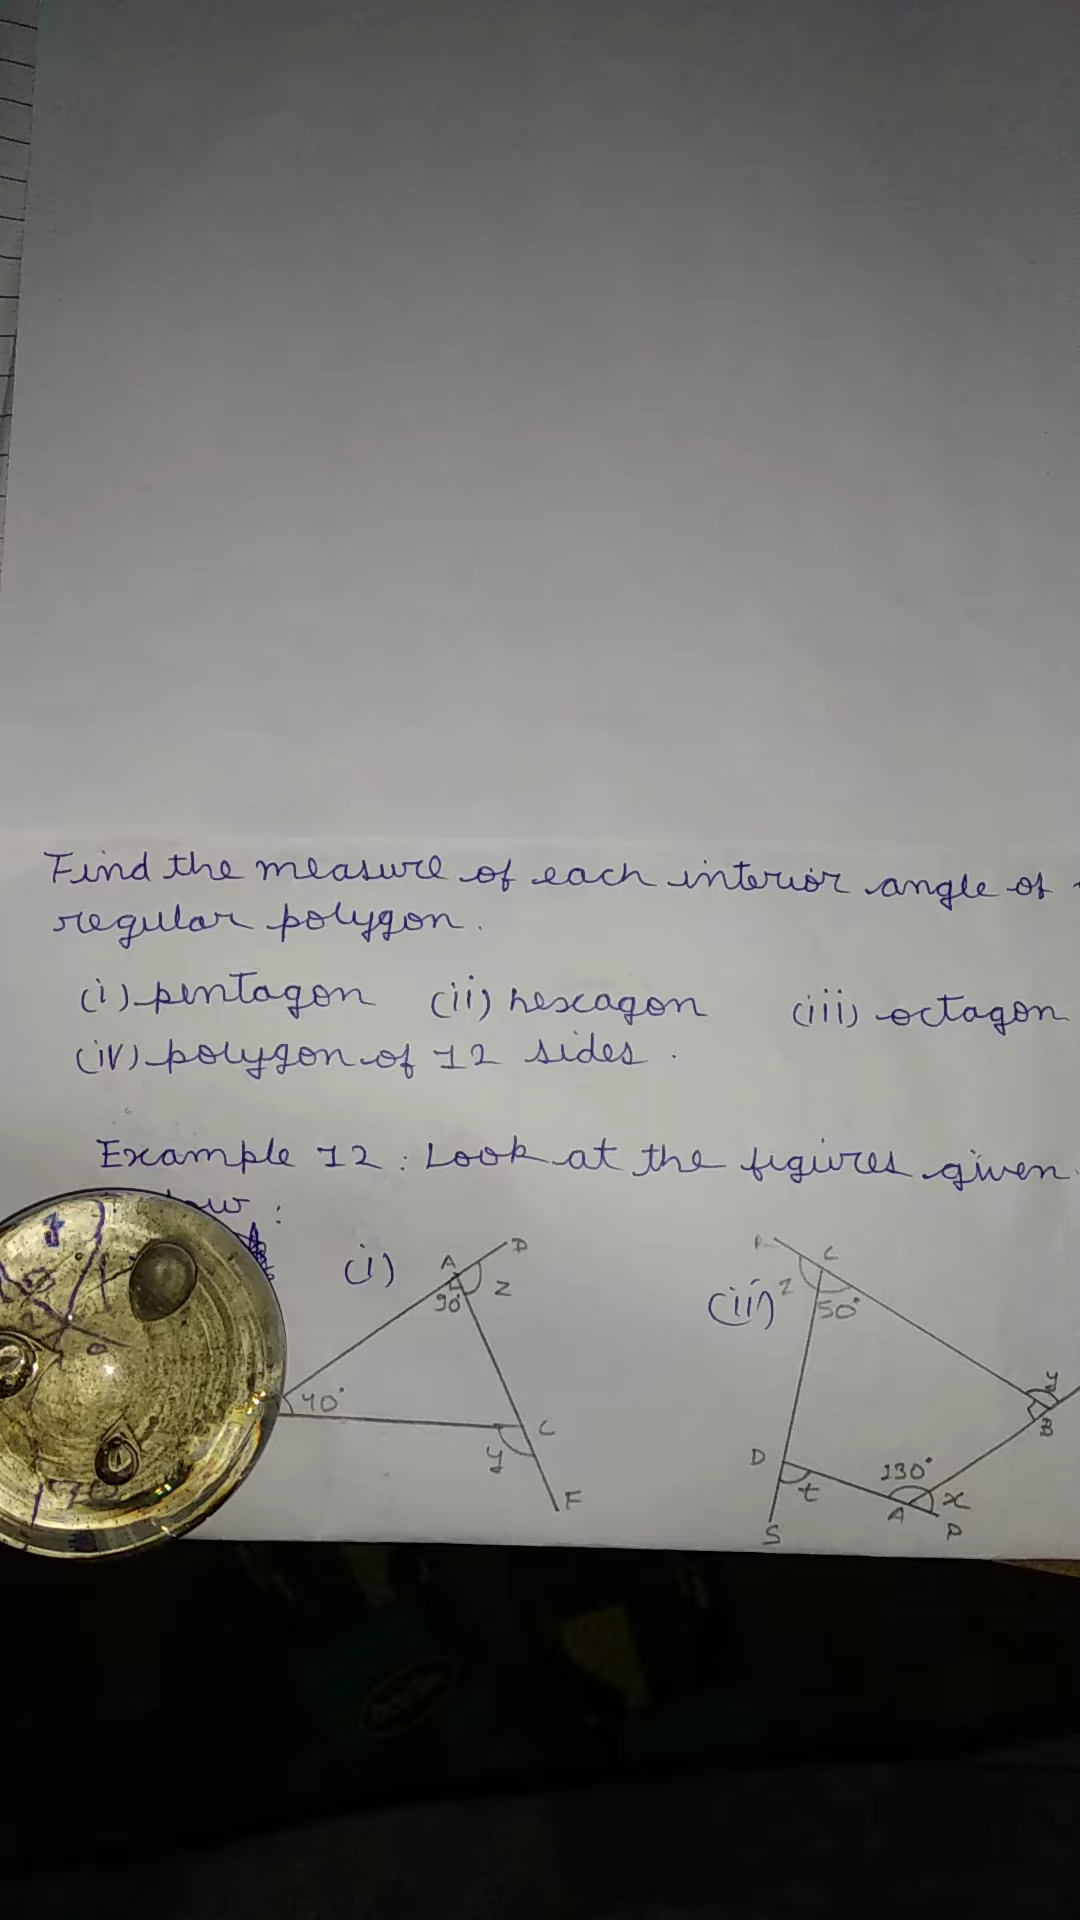 Find the measure of each interior angle of
regular polygon.
(i) pentagon (ii) hexagon (iii) octagon
(iv) polygon of 12 sides.
Example 12: Look at the figures given
:
(i) A D 90° z 40° C y F
(ii) C z 50° y B D t 130° A x P S